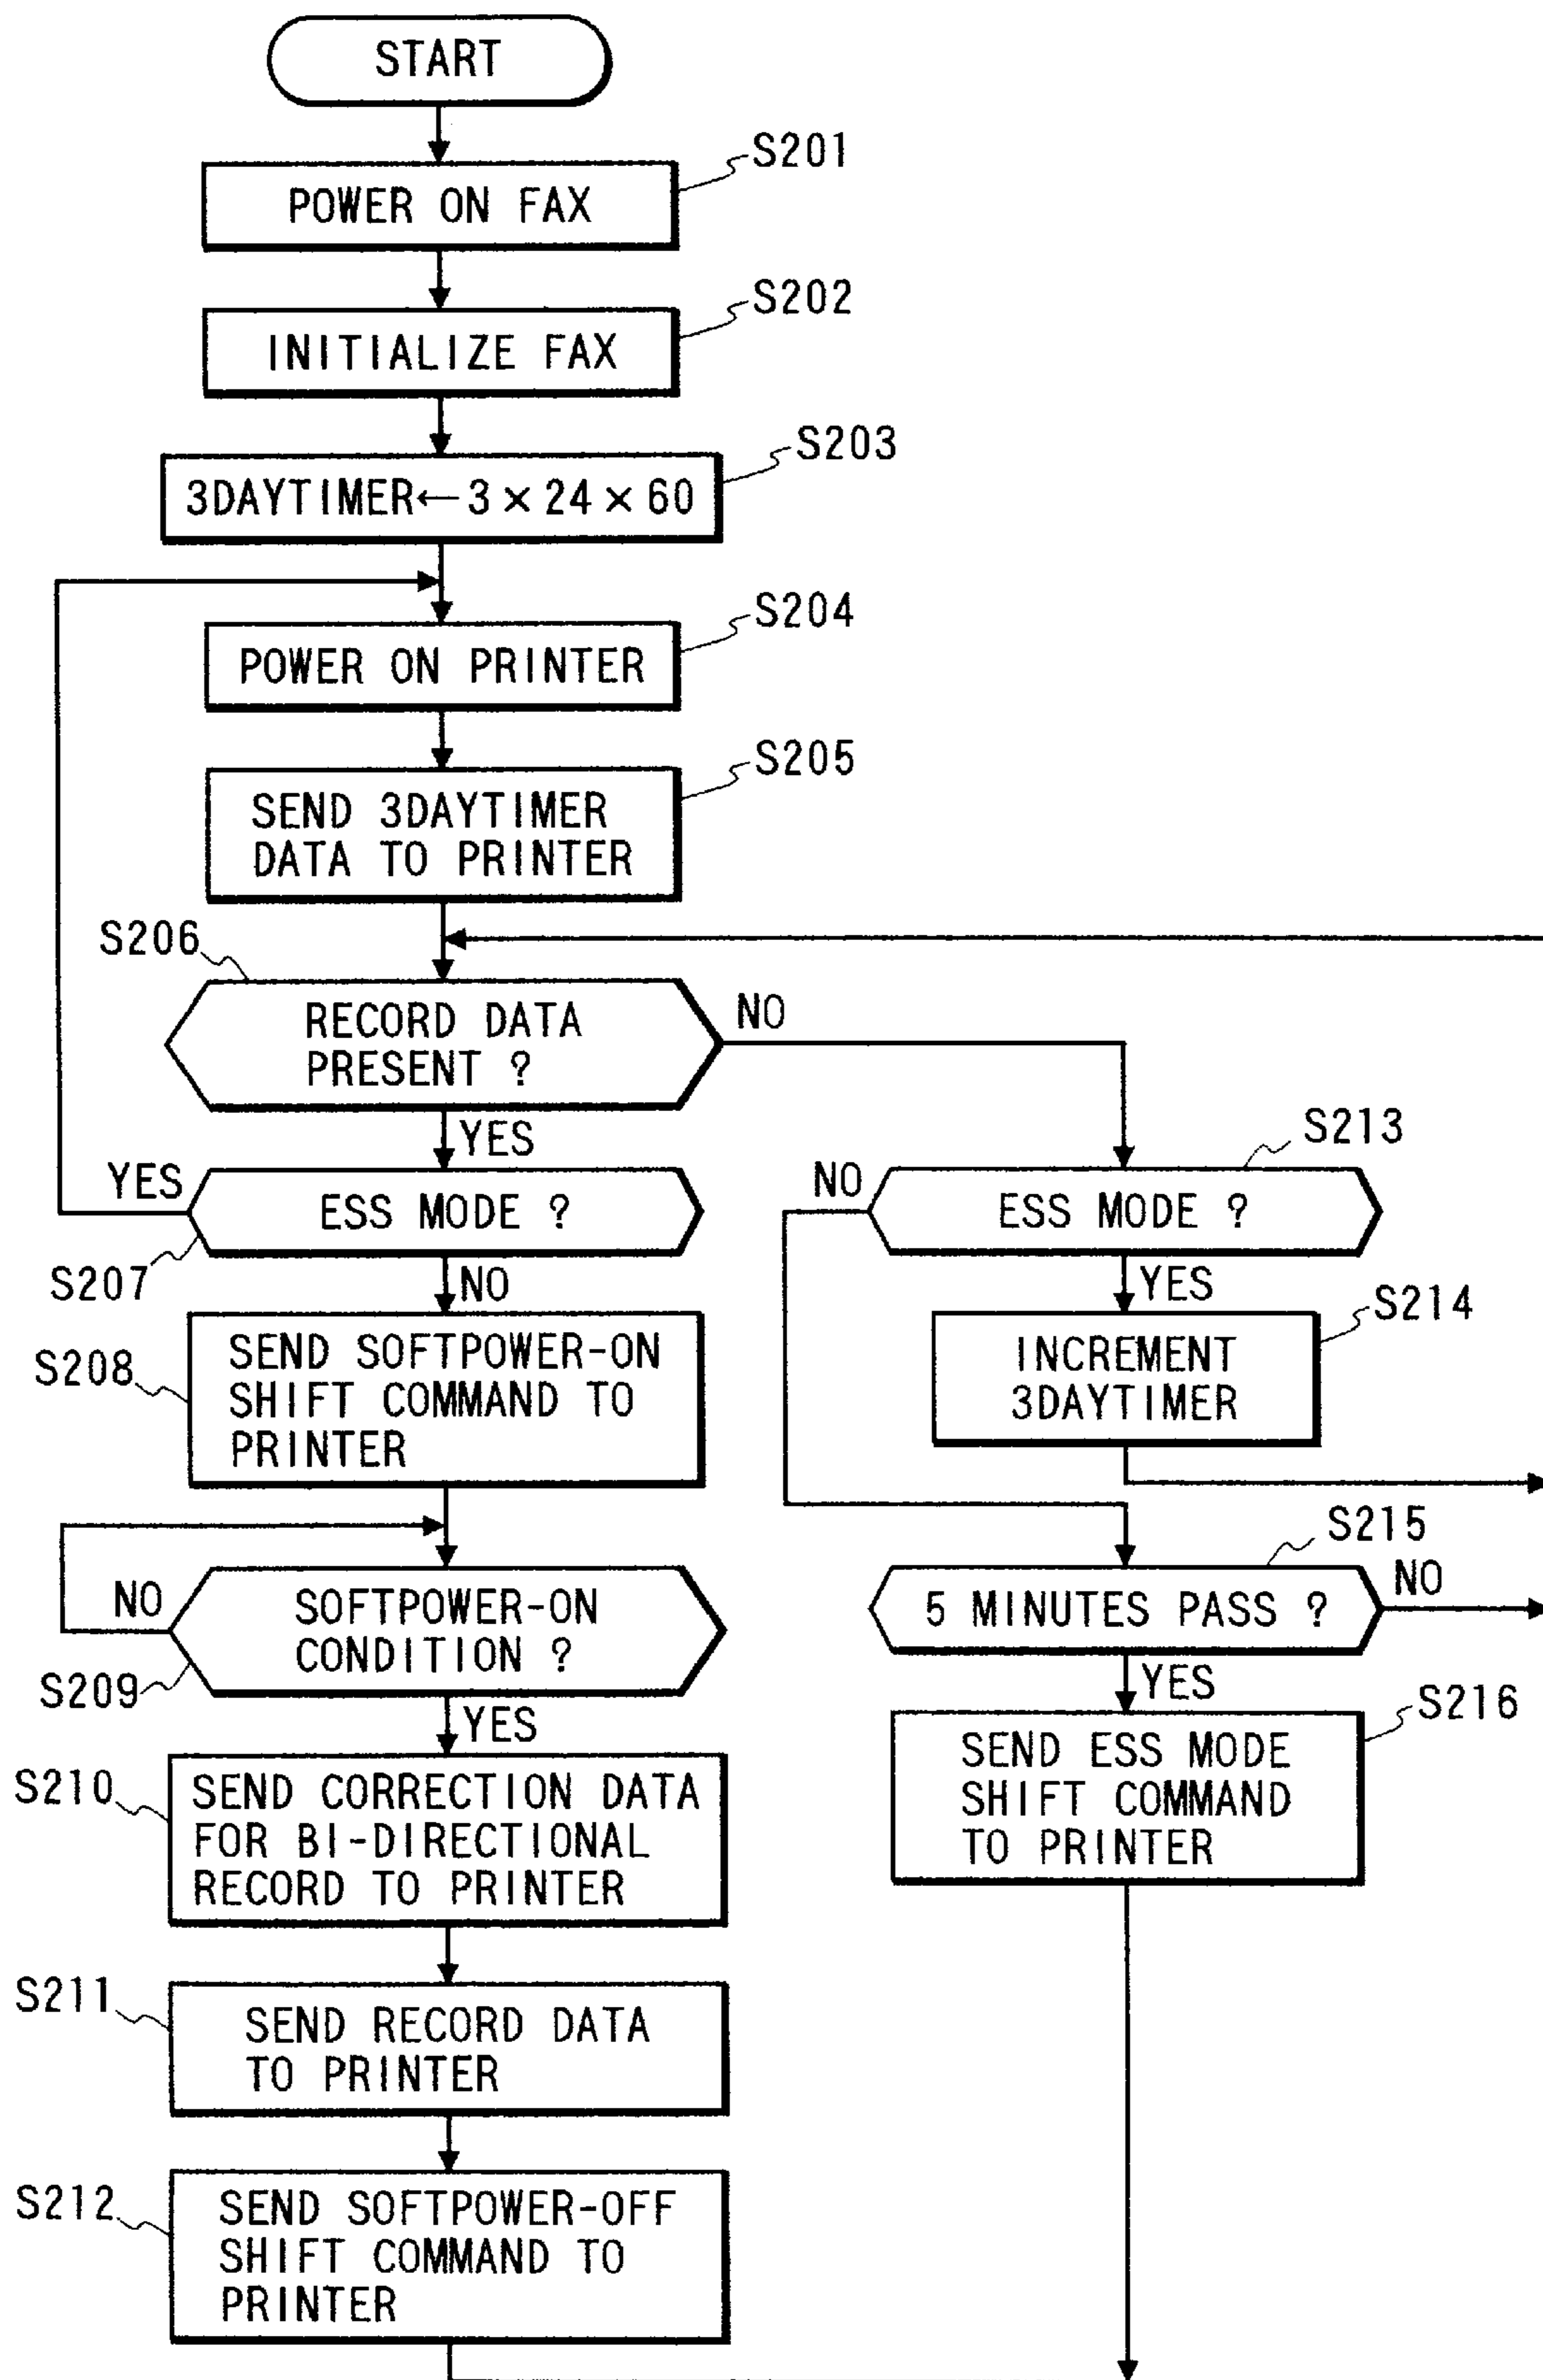 START
S201
POWER ON FAX
S202
INITIALIZE FAX
S203
3DAYTIMER←3×24×60
S204
POWER ON PRINTER
S205
SEND 3DAYTIMER
DATA TO PRINTER
S206
RECORD DATA
PRESENT ?
NO
YES
S207
ESS MODE ?
YES
NO
S208
SEND SOFTPOWER-ON
SHIFT COMMAND TO
PRINTER
S209
SOFTPOWER-ON
CONDITION ?
NO
YES
S210
SEND CORRECTION DATA
FOR BI-DIRECTIONAL
RECORD TO PRINTER
S211
SEND RECORD DATA
TO PRINTER
S212
SEND SOFTPOWER-OFF
SHIFT COMMAND TO
PRINTER
S213
ESS MODE ?
NO
YES
S214
INCREMENT
3DAYTIMER
S215
5 MINUTES PASS ?
NO
YES
S216
SEND ESS MODE
SHIFT COMMAND
TO PRINTER